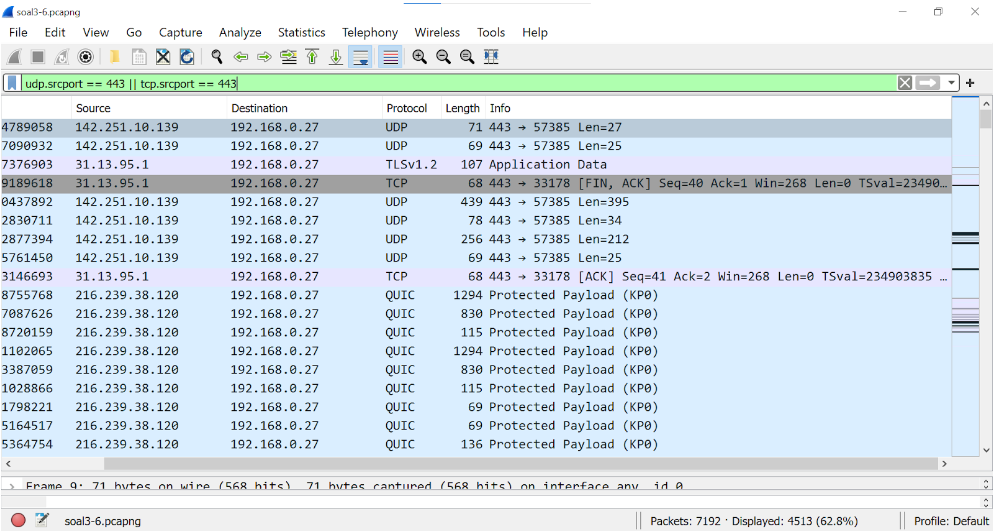 soal3-6.pcapng
File Edit View Go Capture Analyze Statistics Telephony Wireless Tools Help
udp.srcport == 443 || tcp.srcport == 443
Source Destination Protocol Length Info
4789058 142.251.10.139 192.168.0.27 UDP 71 443 → 57385 Len=27
7090932 142.251.10.139 192.168.0.27 UDP 69 443 → 57385 Len=25
7376903 31.13.95.1 192.168.0.27 TLSv1.2 107 Application Data
9189618 31.13.95.1 192.168.0.27 TCP 68 443 → 33178 [FIN, ACK] Seq=40 Ack=1 Win=268 Len=0 TSval=23490…
0437892 142.251.10.139 192.168.0.27 UDP 439 443 → 57385 Len=395
2830711 142.251.10.139 192.168.0.27 UDP 78 443 → 57385 Len=34
2877394 142.251.10.139 192.168.0.27 UDP 256 443 → 57385 Len=212
5761450 142.251.10.139 192.168.0.27 UDP 69 443 → 57385 Len=25
3146693 31.13.95.1 192.168.0.27 TCP 68 443 → 33178 [ACK] Seq=41 Ack=2 Win=268 Len=0 TSval=234903835 …
8755768 216.239.38.120 192.168.0.27 QUIC 1294 Protected Payload (KP0)
7087626 216.239.38.120 192.168.0.27 QUIC 830 Protected Payload (KP0)
8720159 216.239.38.120 192.168.0.27 QUIC 115 Protected Payload (KP0)
1102065 216.239.38.120 192.168.0.27 QUIC 1294 Protected Payload (KP0)
3387059 216.239.38.120 192.168.0.27 QUIC 830 Protected Payload (KP0)
1028866 216.239.38.120 192.168.0.27 QUIC 115 Protected Payload (KP0)
1798221 216.239.38.120 192.168.0.27 QUIC 69 Protected Payload (KP0)
5164517 216.239.38.120 192.168.0.27 QUIC 69 Protected Payload (KP0)
5364754 216.239.38.120 192.168.0.27 QUIC 136 Protected Payload (KP0)
Frame 9: 71 bytes on wire (568 bits), 71 bytes captured (568 bits) on interface any, id 0
soal3-6.pcapng Packets: 7192 · Displayed: 4513 (62.8%) Profile: Default